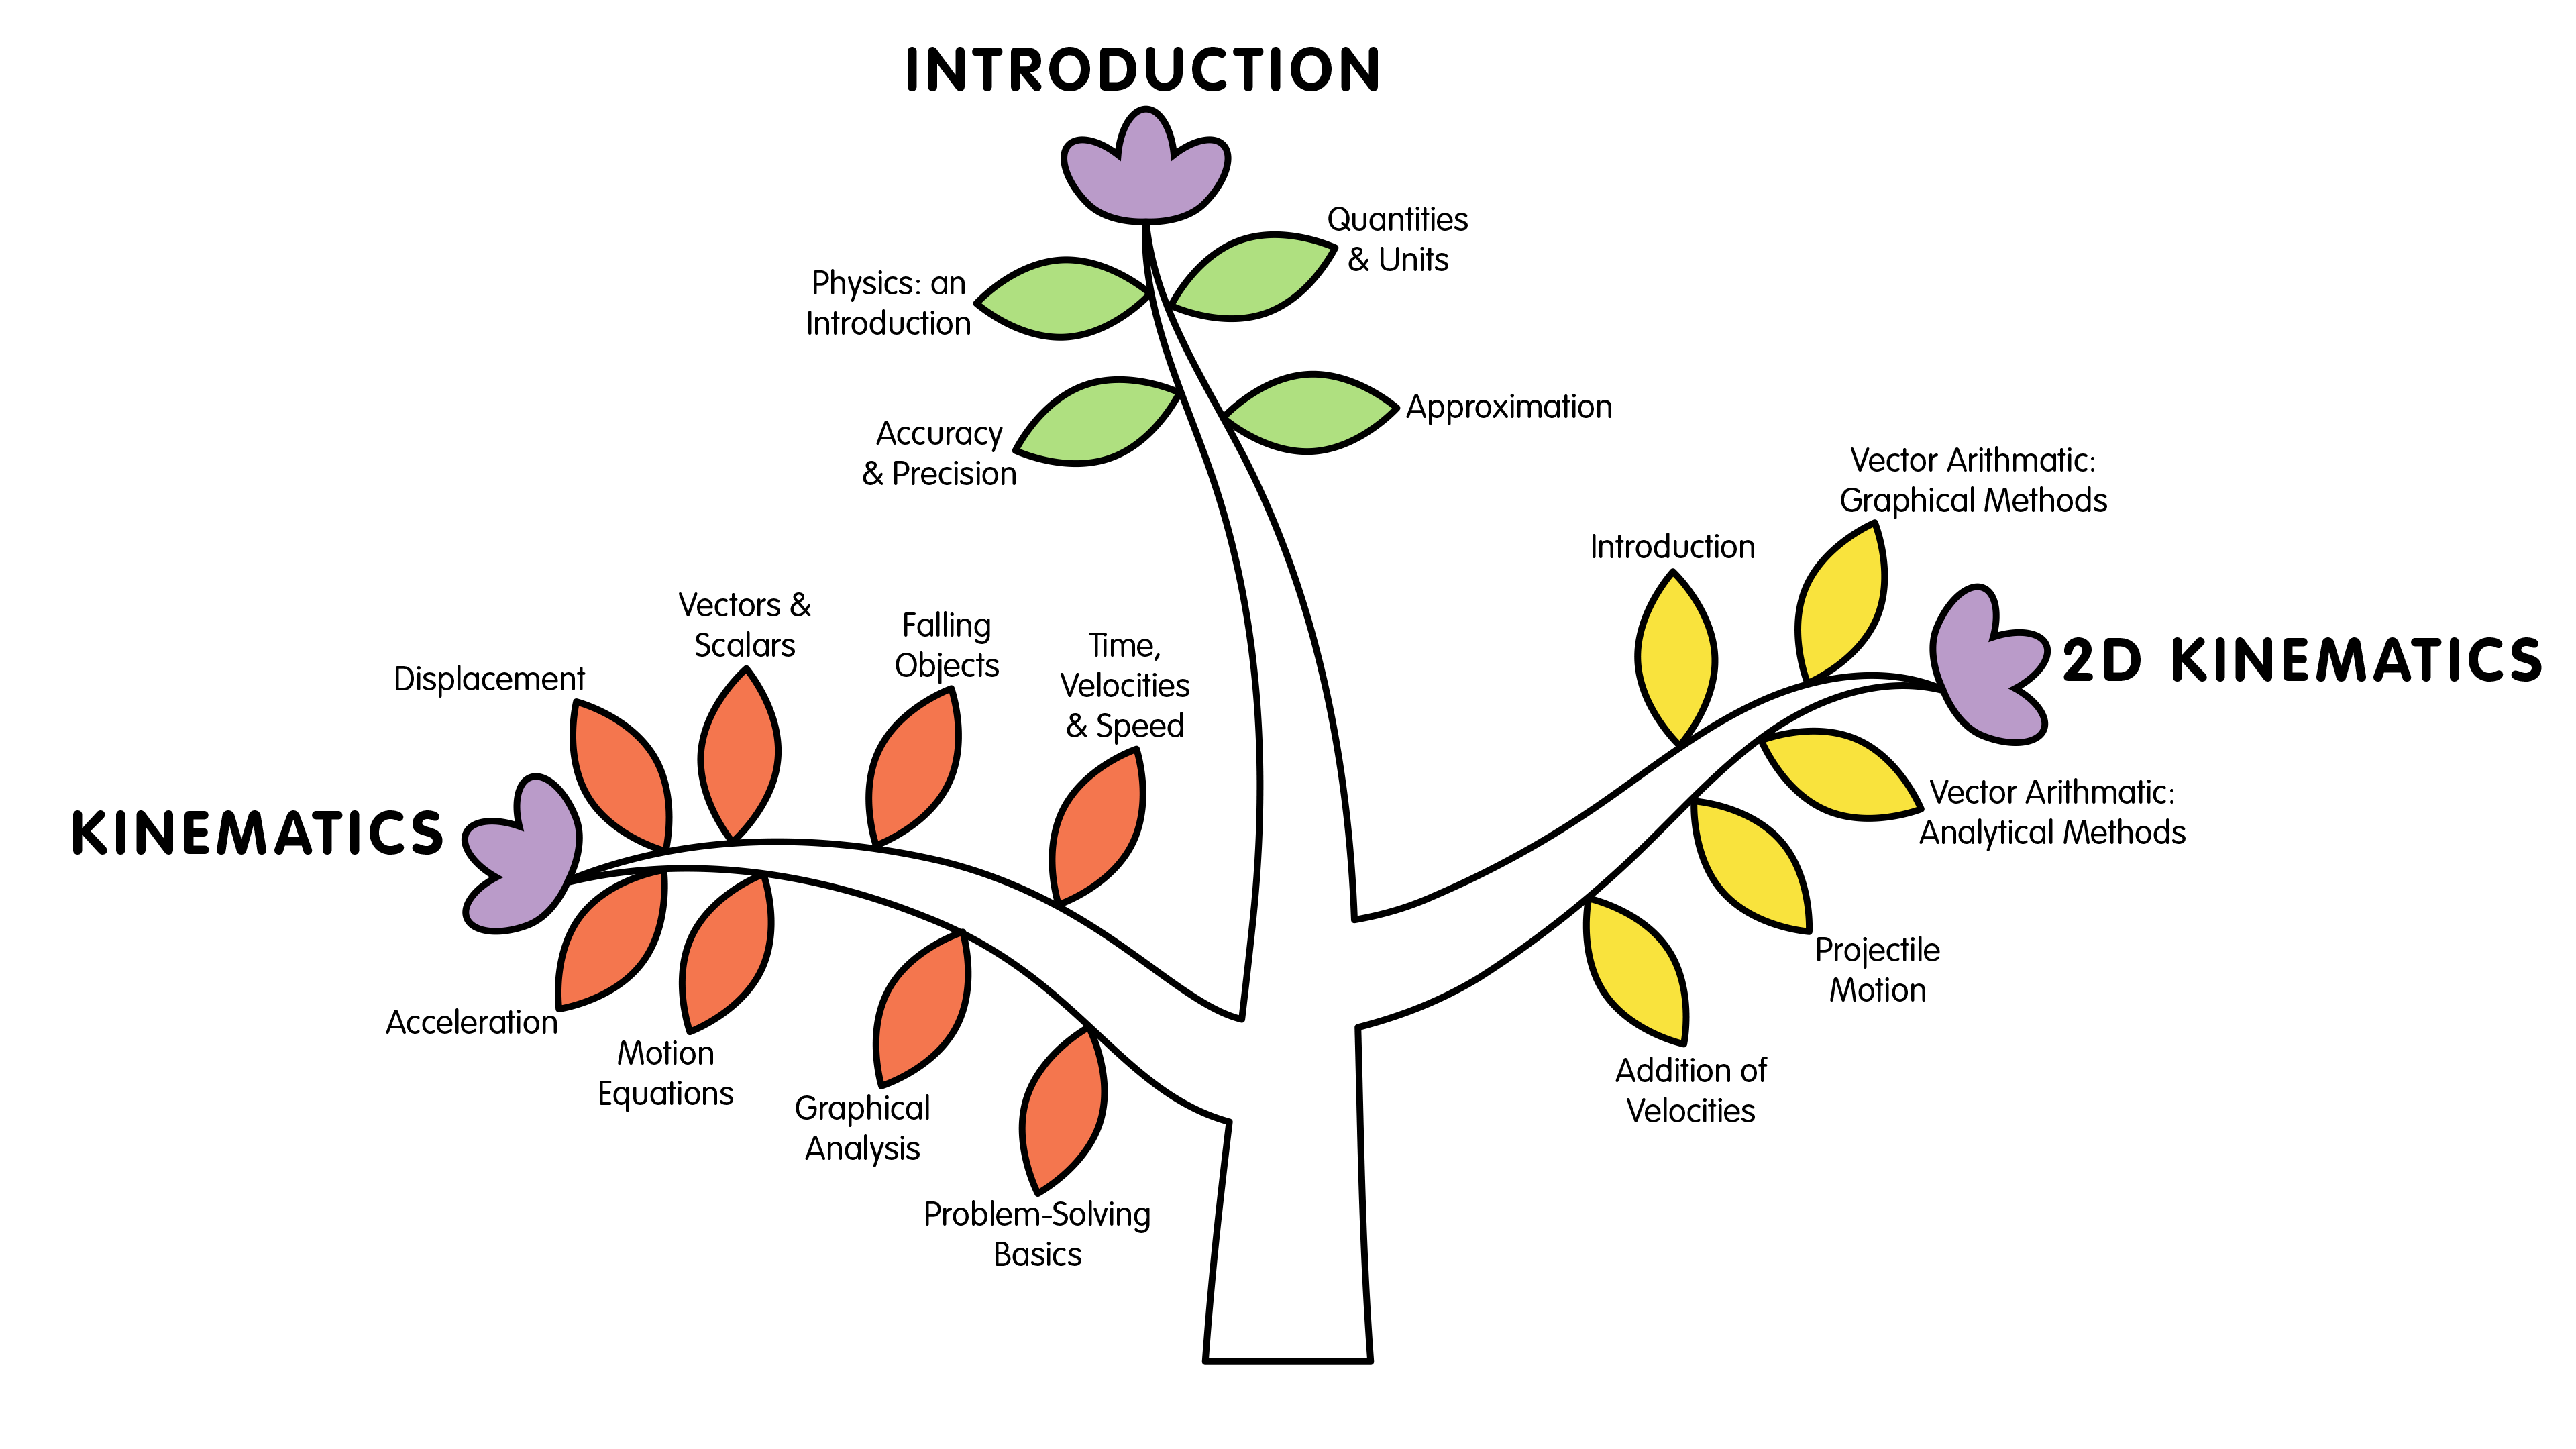 INTRODUCTION
Quantities
& Units
Physics: an
Introduction
Approximation
Accuracy
& Precision
Vector Arithmatic:
Graphical Methods
Introduction
2D KINEMATICS
Vector Arithmatic:
Analytical Methods
Projectile
Motion
Addition of
Velocities
Vectors &
Scalars
Falling
Objects
Time,
Velocities
& Speed
Displacement
KINEMATICS
Acceleration
Motion
Equations
Graphical
Analysis
Problem-Solving
Basics